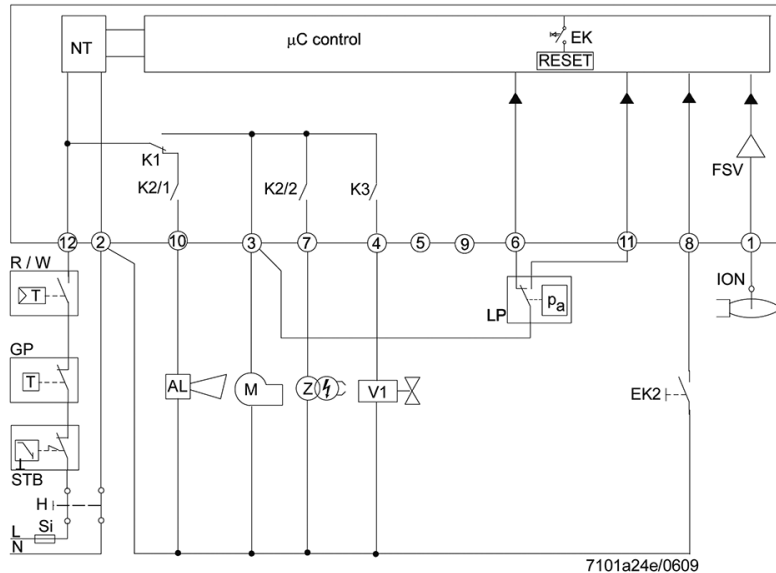 NT
μC control
EK
RESET
FSV
K1
K2/1
K2/2
K3
12
2
10
3
7
4
5
9
6
11
8
1
R / W
T
ION
LP
pa
GP
T
AL
M
Z
V1
EK2
STB
H
L
Si
N
7101a24e/0609